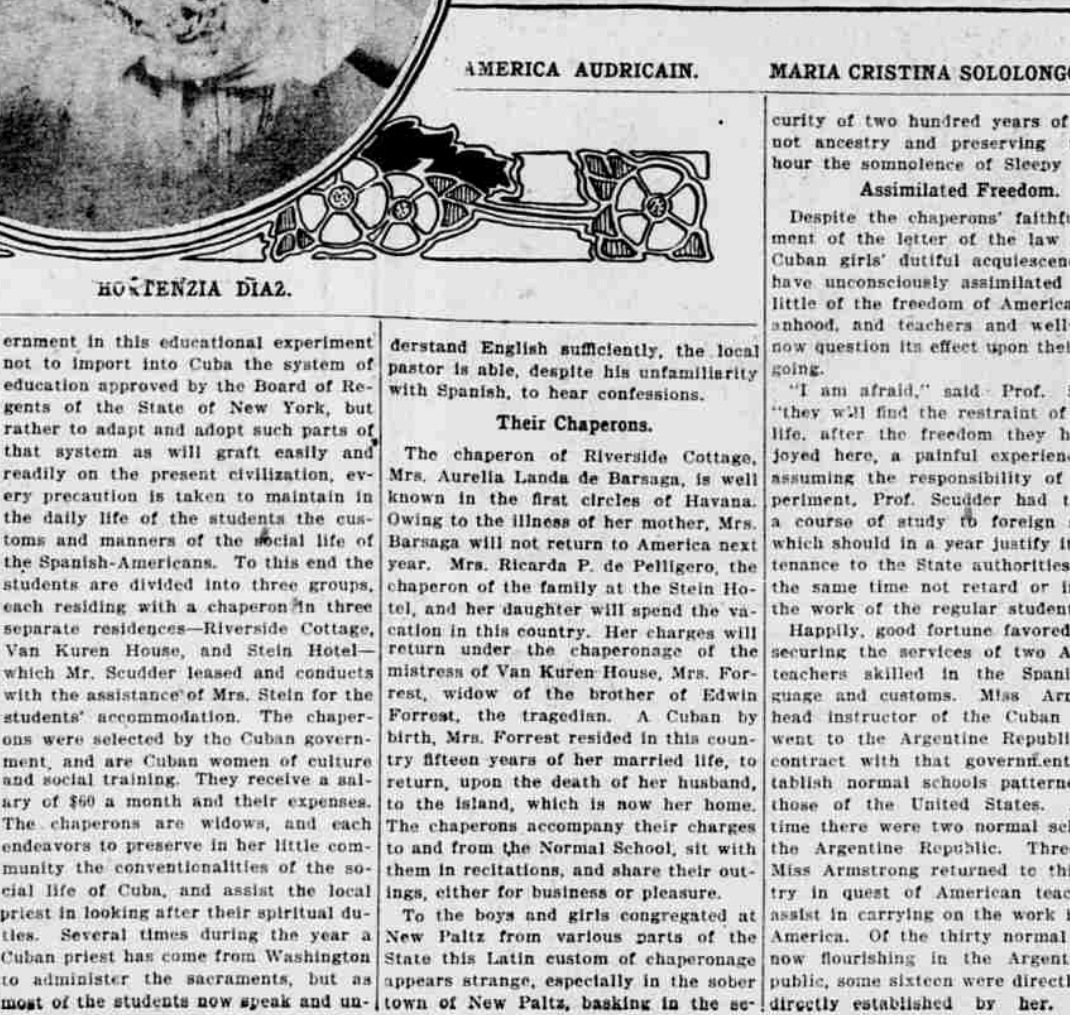 AMERICA AUDRICAIN.
MARIA CRISTINA SOLOLONGO
HORTENZIA DIAZ.
ernment in this educational experiment
not to import into Cuba the system of
education approved by the Board of Re-
gents of the State of New York, but
rather to adapt and adopt such parts of
that system as will graft easily and
readily on the present civilization, ev-
ery precaution is taken to maintain in
the daily life of the students the cus-
toms and manners of the social life of
the Spanish-Americans. To this end the
students are divided into three groups,
each residing with a chaperon in three
separate residences—Riverside Cottage,
Van Kuren House, and Stein Hotel—
which Mr. Scudder leased and conducts
with the assistance of Mrs. Stein for the
students' accommodation. The chaper-
ons were selected by the Cuban govern-
ment, and are Cuban women of culture
and social training. They receive a sal-
ary of $60 a month and their expenses.
The chaperons are widows, and each
endeavors to preserve in her little com-
munity the conventionalities of the so-
cial life of Cuba, and assist the local
priest in looking after their spiritual du-
ties. Several times during the year a
Cuban priest has come from Washington
to administer the sacraments, but as
most of the students now speak and un-
derstand English sufficiently, the local
pastor is able, despite his unfamiliarity
with Spanish, to hear confessions.
Their Chaperons.
The chaperon of Riverside Cottage,
Mrs. Aurelia Landa de Barsaga, is well
known in the first circles of Havana.
Owing to the illness of her mother, Mrs.
Barsaga will not return to America next
year. Mrs. Ricarda P. de Pelligero, the
chaperon of the family at the Stein Ho-
tel, and her daughter will spend the va-
cation in this country. Her charges will
return under the chaperonage of the
mistress of Van Kuren House, Mrs. For-
rest, widow of the brother of Edwin
Forrest, the tragedian. A Cuban by
birth, Mrs. Forrest resided in this coun-
try fifteen years of her married life, to
return, upon the death of her husband,
to the island, which is now her home.
The chaperons accompany their charges
to and from the Normal School, sit with
them in recitations, and share their out-
ings, either for business or pleasure.
To the boys and girls congregated at
New Paltz from various parts of the
State this Latin custom of chaperonage
appears strange, especially in the sober
town of New Paltz, basking in the se-
curity of two hundred years of
not ancestry and preserving
hour the somnolence of Sleepy
Assimilated Freedom.
Despite the chaperons' faithfu
ment of the letter of the law
Cuban girls' dutiful acquiescenc
have unconsciously assimilated
little of the freedom of America
anhood, and teachers and well
now question its effect upon thei
going.
"I am afraid," said Prof.
"they will find the restraint of
life, after the freedom they h
joyed here, a painful experienc
assuming the responsibility of
periment, Prof. Scudder had t
a course of study to foreign
which should in a year justify it
tenance to the State authorities
the same time not retard or i
the work of the regular student
Happily, good fortune favored
securing the services of two A
teachers skilled in the Spani
guage and customs. Miss Arm
head instructor of the Cuban
went to the Argentine Republi
contract with that government
tablish normal schools patterne
those of the United States.
time there were two normal sc
the Argentine Republic. Three
Miss Armstrong returned to thi
try in quest of American teac
assist in carrying on the work i
America. Of the thirty normal
now flourishing in the Argent
public, some sixteen were directl
directly established by her.